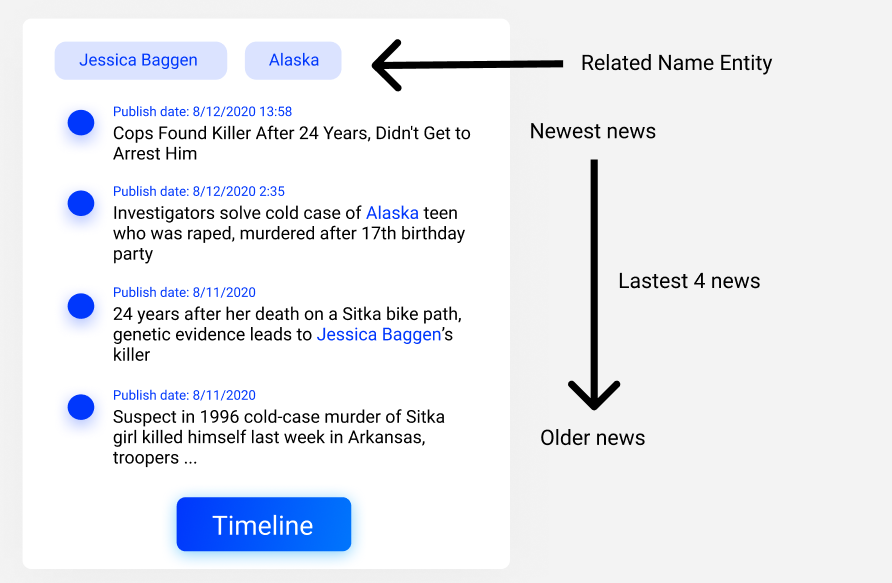 Jessica Baggen
Alaska
Related Name Entity
Publish date: 8/12/2020 13:58
Cops Found Killer After 24 Years, Didn't Get to
Arrest Him
Newest news
Publish date: 8/12/2020 2:35
Investigators solve cold case of Alaska teen
who was raped, murdered after 17th birthday
party
Lastest 4 news
Publish date: 8/11/2020
24 years after her death on a Sitka bike path,
genetic evidence leads to Jessica Baggen’s
killer
Publish date: 8/11/2020
Suspect in 1996 cold-case murder of Sitka
girl killed himself last week in Arkansas,
troopers ...
Older news
Timeline